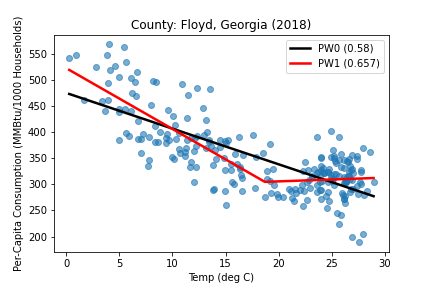 County: Floyd, Georgia (2018)
Per-Capita Consumption (MMBtu/1000 Households)
550
500
450
400
350
300
250
200
PW0 (0.58)
PW1 (0.657)
0 5 10 15 20 25 30
Temp (deg C)